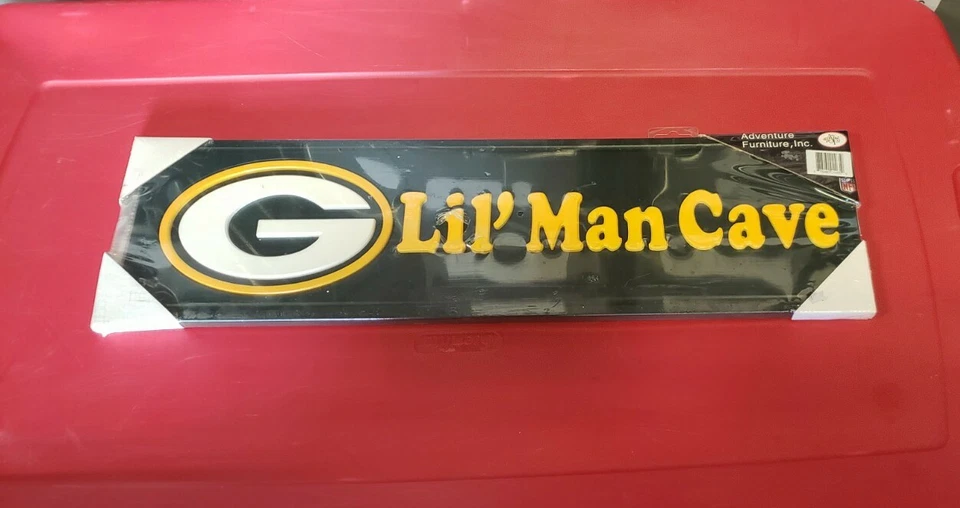 Adventure
Furniture, Inc.
G Lil' Man Cave